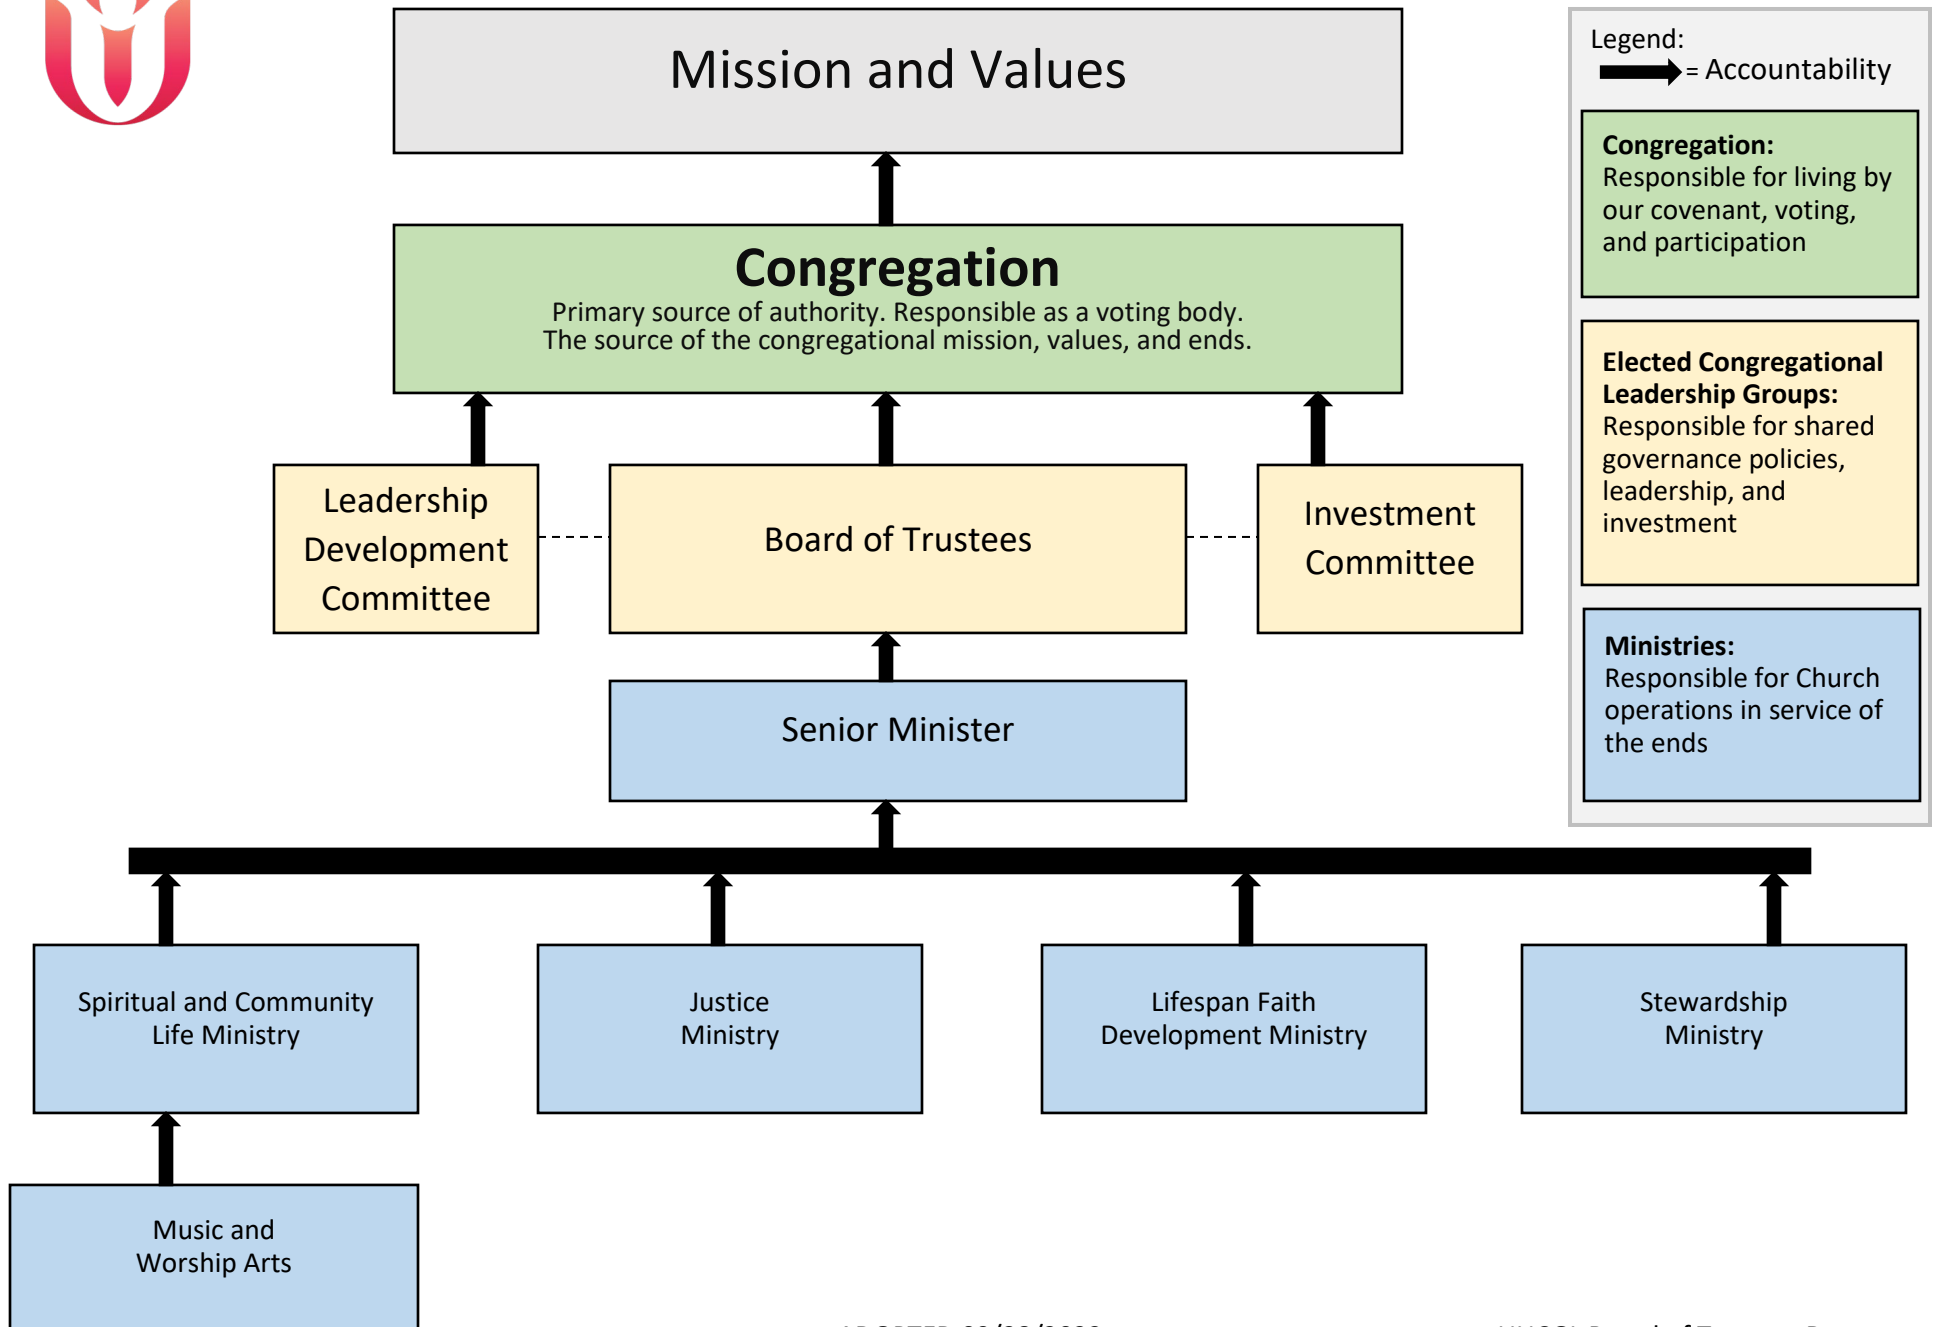 Mission and Values
Legend:
= Accountability
Congregation:
Responsible for living by
our covenant, voting,
and participation
Congregation
Primary source of authority. Responsible as a voting body.
The source of the congregational mission, values, and ends.
Elected Congregational
Leadership Groups:
Responsible for shared
governance policies,
leadership, and
investment
Leadership
Development
Committee
Board of Trustees
Investment
Committee
Ministries:
Responsible for Church
operations in service of
the ends
Senior Minister
Spiritual and Community
Life Ministry
Justice
Ministry
Lifespan Faith
Development Ministry
Stewardship
Ministry
Music and
Worship Arts